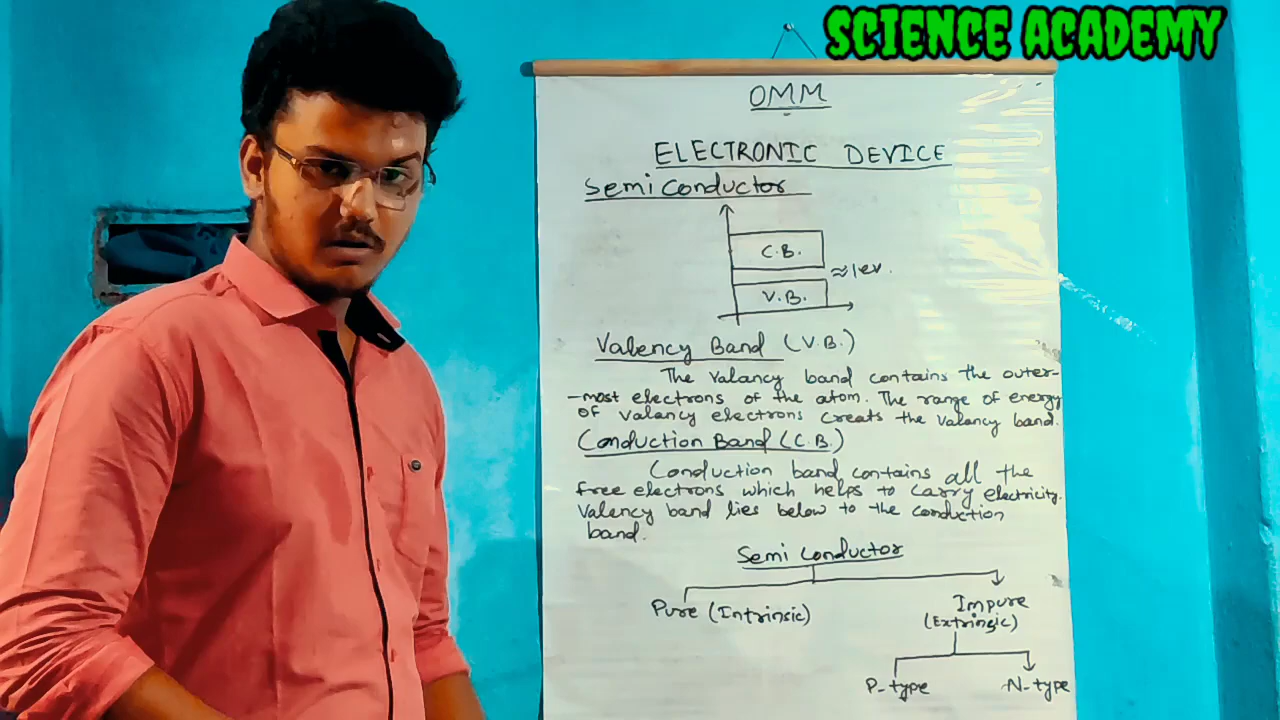 SCIENCE ACADEMY
OMM
ELECTRONIC DEVICE
Semi Conductor
C.B.
≈1ev.
V.B.
Valency Band (V.B.)
The valancy band contains the outer-
-most electrons of the atom. The range of energy
of valancy electrons creats the valancy band.
Conduction Band (C.B.)
Conduction band contains all the
free electrons which helps to carry electricity.
Valency band lies below to the conduction
band.
Semi Conductor
Pure (Intrinsic)
Impure
(Extrinsic)
P-type
N-type